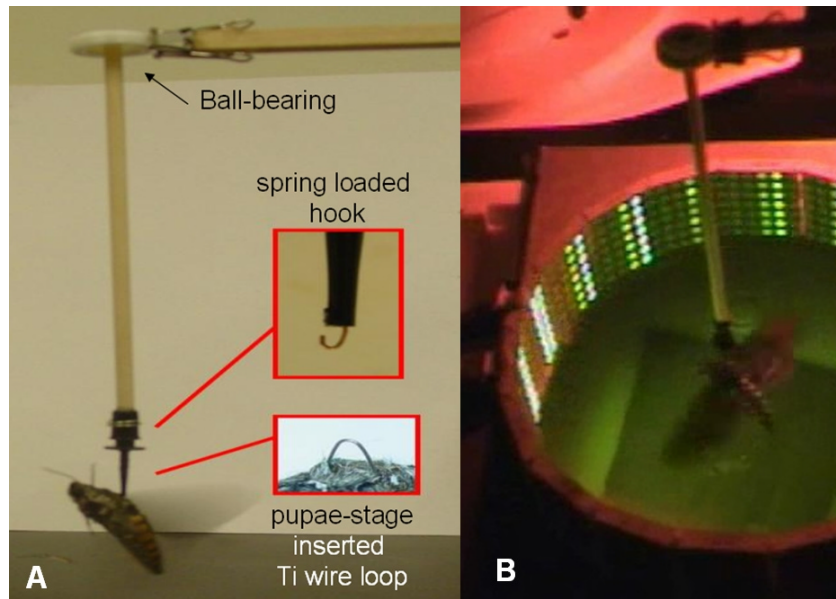 Ball-bearing
spring loaded
hook
pupae-stage
inserted
Ti wire loop
A
B